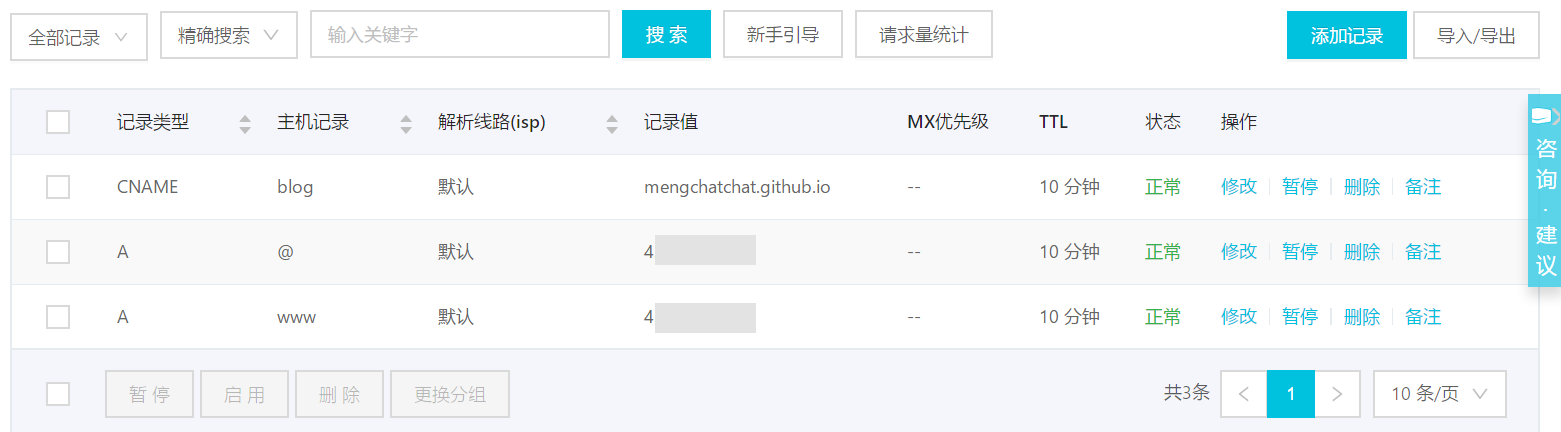 全部记录 精确搜索 输入关键字 搜 索 新手引导 请求量统计 添加记录 导入/导出
记录类型 主机记录 解析线路(isp) 记录值 MX优先级 TTL 状态 操作
CNAME blog 默认 mengchatchat.github.io -- 10 分钟 正常 修改 暂停 删除 备注
A @ 默认 4 -- 10 分钟 正常 修改 暂停 删除 备注
A www 默认 4 -- 10 分钟 正常 修改 暂停 删除 备注
暂 停 启 用 删 除 更换分组 共3条 1 10 条/页
咨
询
·
建
议